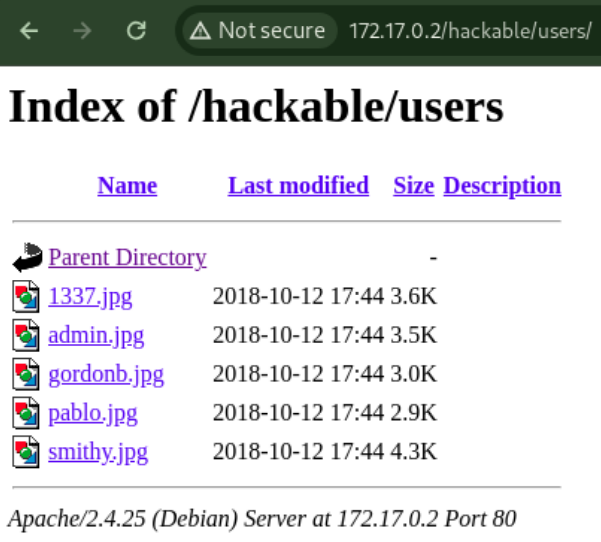 Not secure 172.17.0.2/hackable/users/
Index of /hackable/users
Name Last modified Size Description
Parent Directory -
1337.jpg 2018-10-12 17:44 3.6K
admin.jpg 2018-10-12 17:44 3.5K
gordonb.jpg 2018-10-12 17:44 3.0K
pablo.jpg 2018-10-12 17:44 2.9K
smithy.jpg 2018-10-12 17:44 4.3K
Apache/2.4.25 (Debian) Server at 172.17.0.2 Port 80